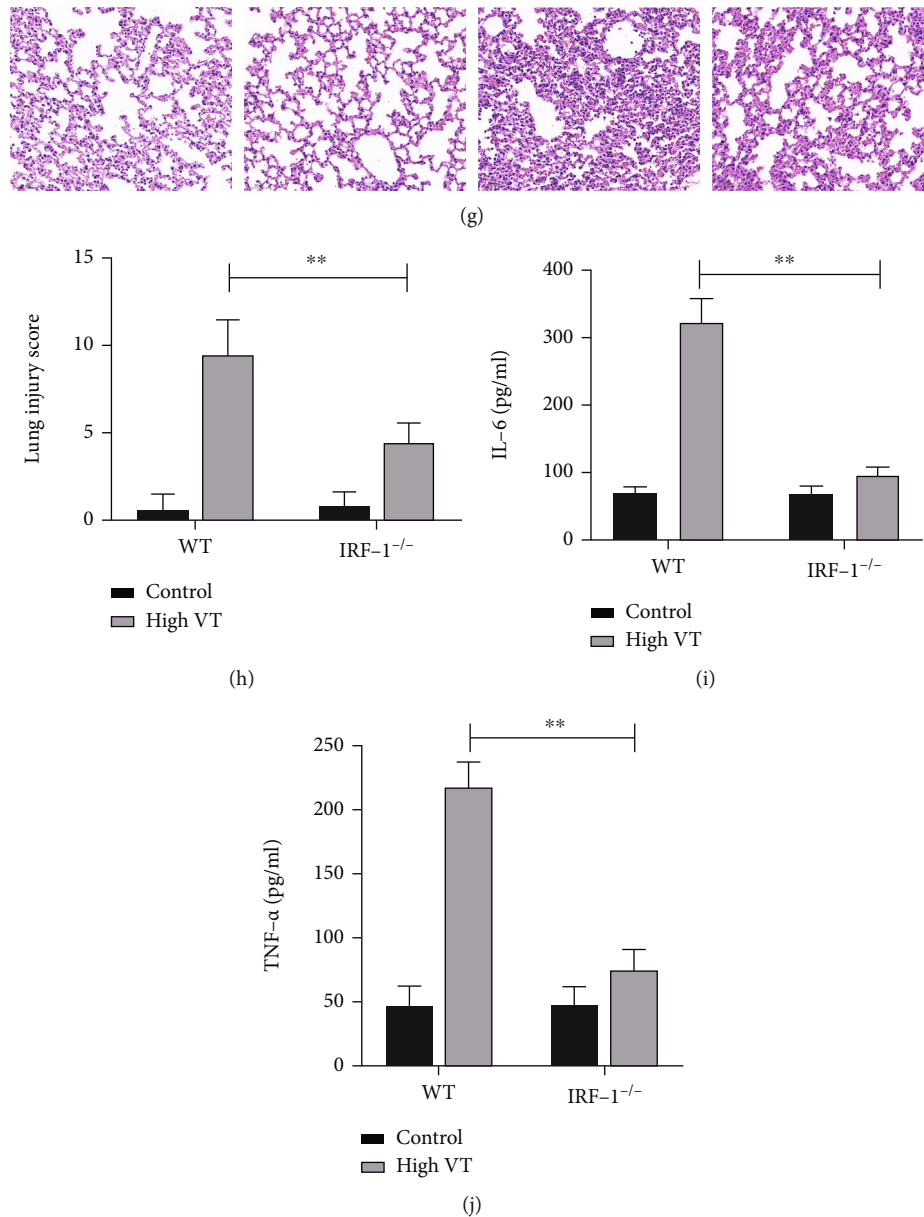 (g)
**
15
10
5
0
Lung injury score
WT
IRF–1−/−
Control
High VT
(h)
**
400
300
200
100
0
IL–6 (pg/ml)
WT
IRF–1−/−
Control
High VT
(i)
**
250
200
150
100
50
0
TNF–α (pg/ml)
WT
IRF–1−/−
Control
High VT
(j)